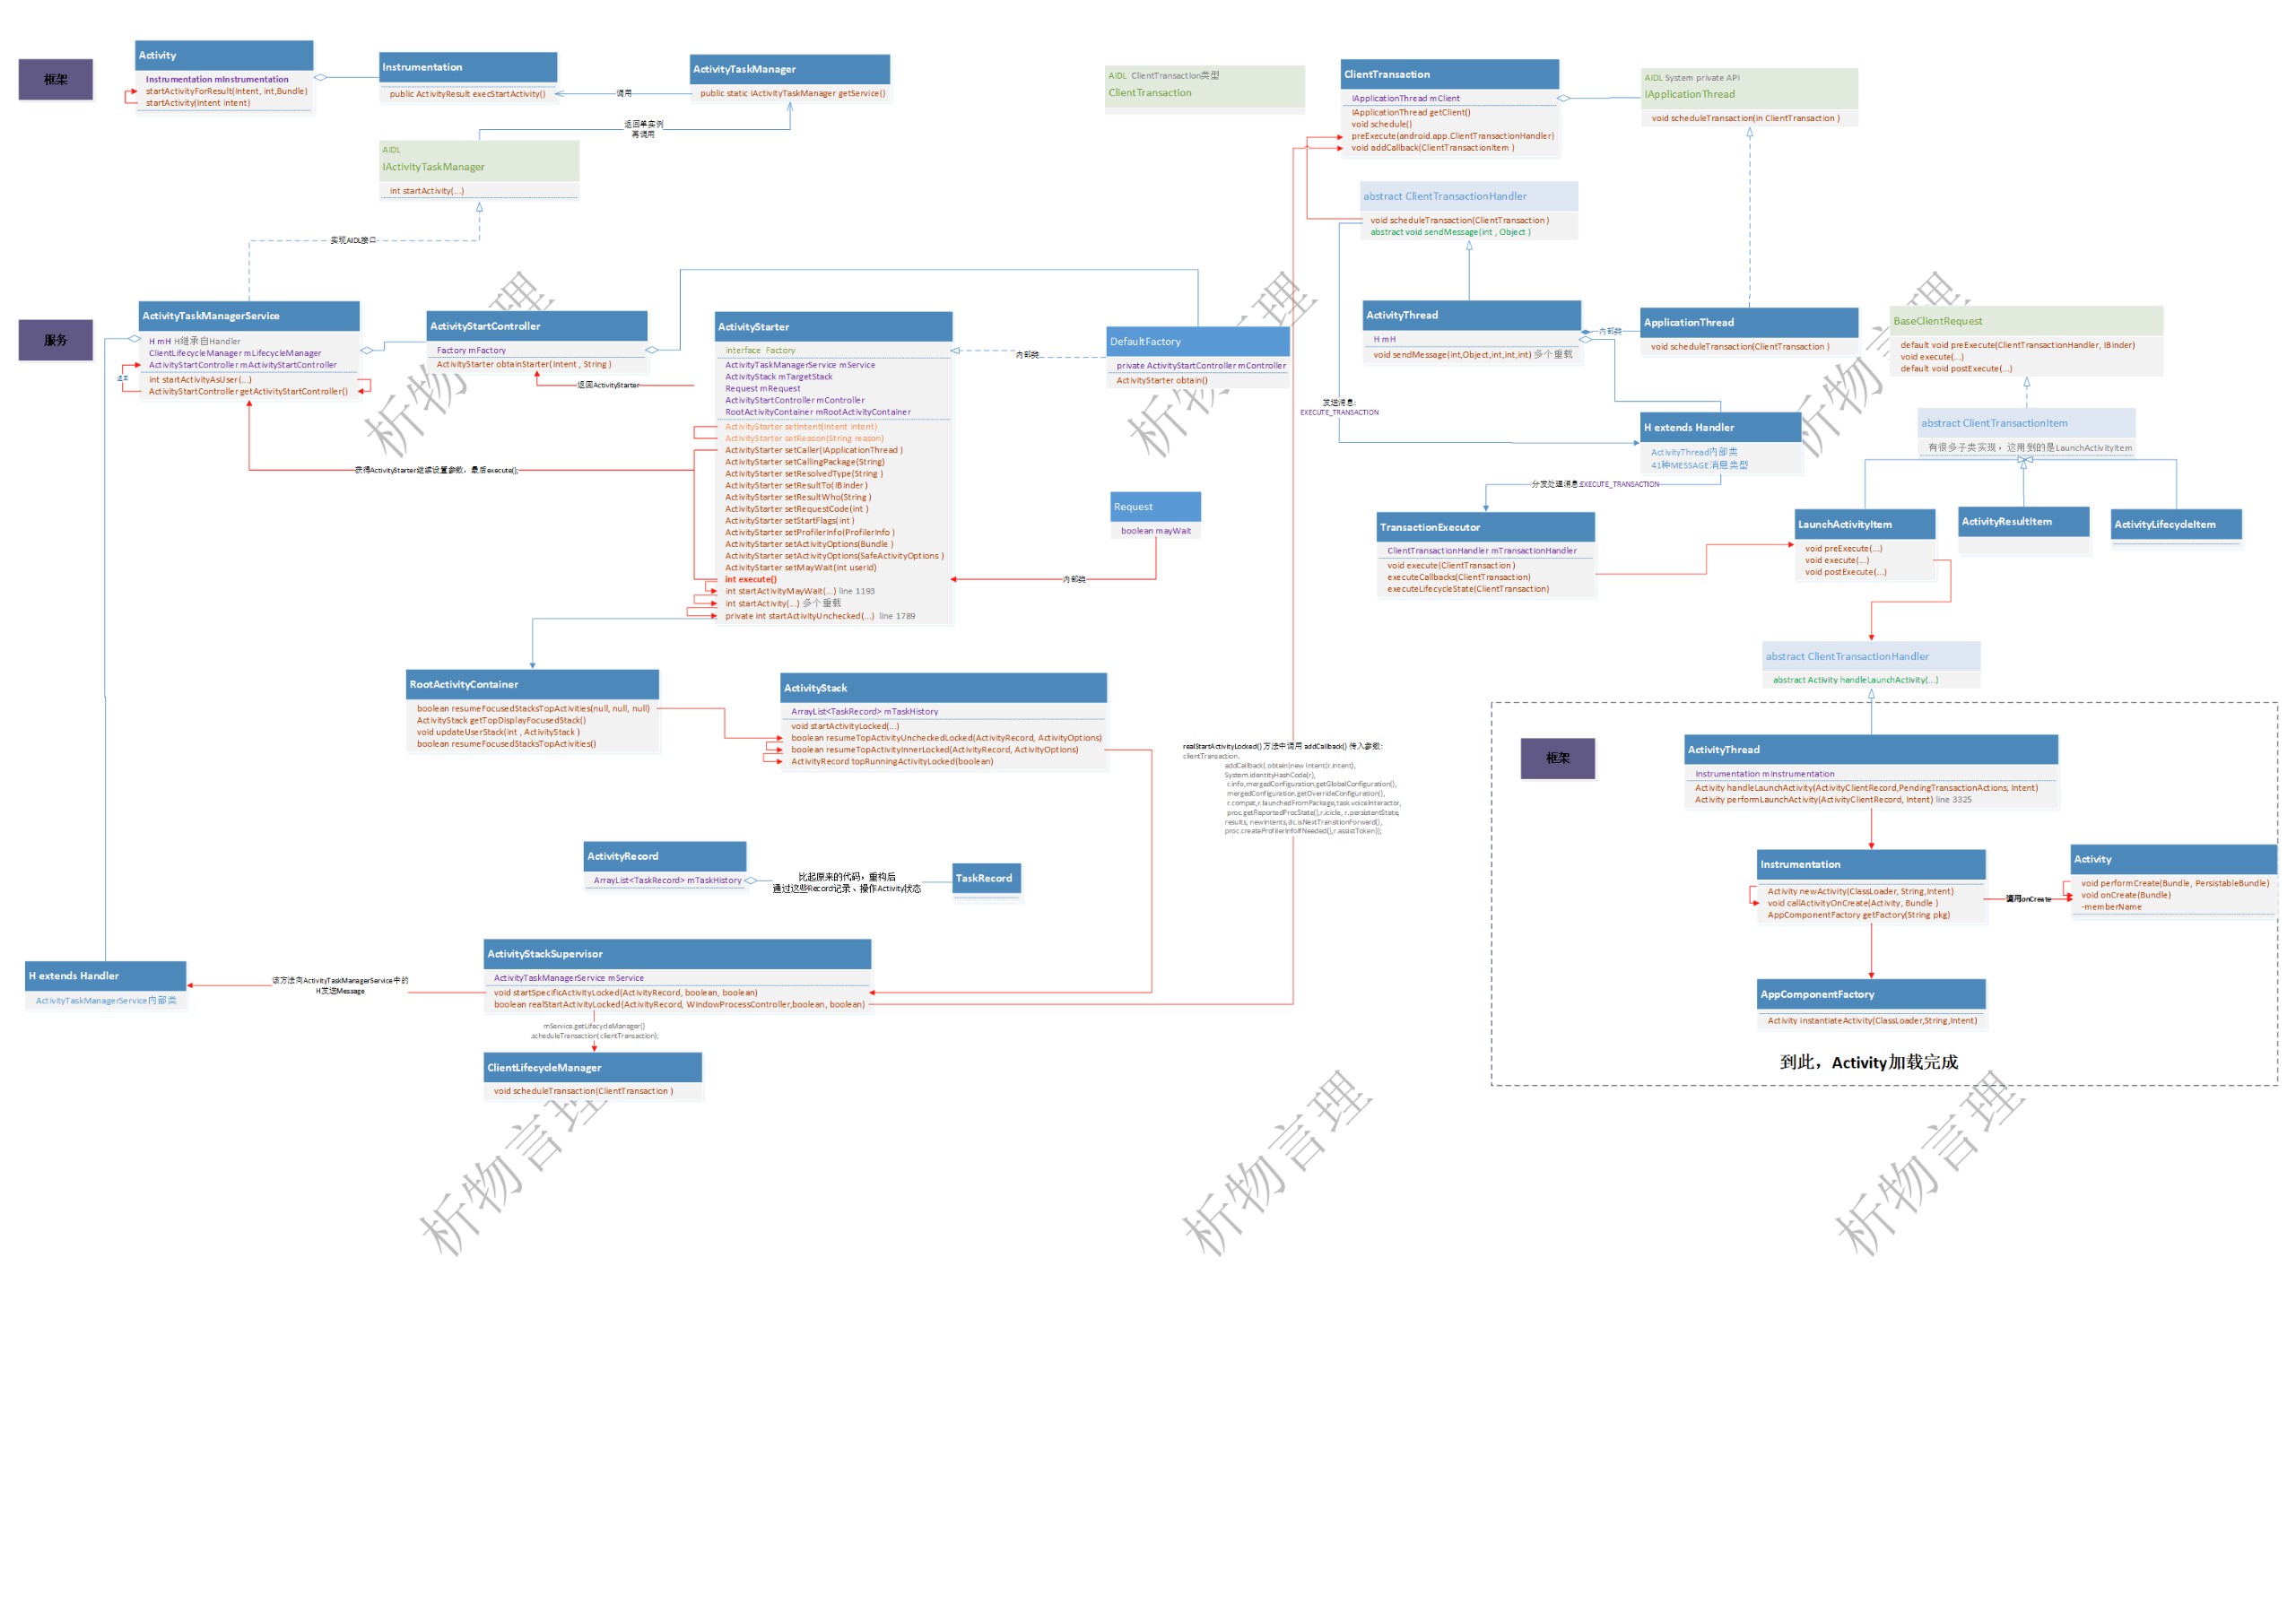 框架
Activity
Instrumentation mInstrumentation
startActivityForResult(Intent, int,Bundle)
startActivity(Intent intent)
Instrumentation
public ActivityResult execStartActivity()
调用
ActivityTaskManager
public static IActivityTaskManager getService()
返回单实例
再调用
AIDL
IActivityTaskManager
int startActivity(...)
实现AIDL接口
AIDL ClientTransaction类型
ClientTransaction
ClientTransaction
IApplicationThread mClient
IApplicationThread getClient()
void schedule()
preExecute(android.app.ClientTransactionHandler)
void addCallback(ClientTransactionItem )
AIDL System private API
IApplicationThread
void scheduleTransaction(in ClientTransaction )
abstract ClientTransactionHandler
void scheduleTransaction(ClientTransaction )
abstract void sendMessage(int , Object )
服务
ActivityTaskManagerService
H mH H继承自Handler
ClientLifecycleManager mLifecycleManager
ActivityStartController mActivityStartController
int startActivityAsUser(...)
ActivityStartController getActivityStartController()
ActivityStartController
Factory mFactory
ActivityStarter obtainStarter(Intent , String )
返回ActivityStarter
获得ActivityStarter继续设置参数，最后execute();
ActivityStarter
interface Factory
ActivityTaskManagerService mService
ActivityStack mTargetStack
Request mRequest
ActivityStartController mController
RootActivityContainer mRootActivityContainer
ActivityStarter setIntent(Intent intent)
ActivityStarter setReason(String reason)
ActivityStarter setCaller(IApplicationThread )
ActivityStarter setCallingPackage(String)
ActivityStarter setResolvedType(String )
ActivityStarter setResultTo(IBinder )
ActivityStarter setResultWho(String )
ActivityStarter setRequestCode(int )
ActivityStarter setStartFlags(int )
ActivityStarter setProfilerInfo(ProfilerInfo )
ActivityStarter setActivityOptions(Bundle )
ActivityStarter setActivityOptions(SafeActivityOptions )
ActivityStarter setMayWait(int userId)
int execute()
int startActivityMayWait(...) line 1193
int startActivity(...) 多个重载
private int startActivityUnchecked(...) line 1789
内部类
DefaultFactory
private ActivityStartController mController
ActivityStarter obtain()
Request
boolean mayWait
内部类
ActivityThread
H mH
void sendMessage(int,Object,int,int,int) 多个重载
内部类
ApplicationThread
void scheduleTransaction(ClientTransaction )
BaseClientRequest
default void preExecute(ClientTransactionHandler, IBinder)
void execute(...)
default void postExecute(...)
发送消息:
EXECUTE_TRANSACTION
H extends Handler
ActivityThread内部类
41种MESSAGE消息类型
abstract ClientTransactionItem
有很多子类实现，这用到的是LaunchActivityItem
分发处理消息:EXECUTE_TRANSACTION
TransactionExecutor
ClientTransactionHandler mTransactionHandler
void execute(ClientTransaction )
executeCallbacks(ClientTransaction)
executeLifecycleState(ClientTransaction)
LaunchActivityItem
void preExecute(...)
void execute(...)
void postExecute(...)
ActivityResultItem
ActivityLifecycleItem
abstract ClientTransactionHandler
abstract Activity handleLaunchActivity(...)
RootActivityContainer
boolean resumeFocusedStacksTopActivities(null, null, null)
ActivityStack getTopDisplayFocusedStack()
void updateUserStack(int , ActivityStack )
boolean resumeFocusedStacksTopActivities()
ActivityStack
ArrayList<TaskRecord> mTaskHistory
void startActivityLocked(...)
boolean resumeTopActivityUncheckedLocked(ActivityRecord, ActivityOptions)
boolean resumeTopActivityInnerLocked(ActivityRecord, ActivityOptions)
ActivityRecord topRunningActivityLocked(boolean)
realStartActivityLocked() 方法中调用 addCallback() 传入参数:
clientTransaction.
addCallback(.obtain(new Intent(r.intent),
System.identityHashCode(r),
r.info,mergedConfiguration.getGlobalConfiguration(),
mergedConfiguration.getOverrideConfiguration(),
r.compat,r.launchedFromPackage,task.voiceInteractor,
proc.getReportedProcState(),r.icicle, r.persistentState,
results, newIntents,dc.isNextTransitionForward(),
proc.createProfilerInfoIfNeeded(),r.assistToken));
ActivityRecord
ArrayList<TaskRecord> mTaskHistory
比起原来的代码，重构后
通过这些Record记录、操作Activity状态
TaskRecord
H extends Handler
ActivityTaskManagerService内部类
该方法向ActivityTaskManagerService中的
H发送Message
ActivityStackSupervisor
ActivityTaskManagerService mService
void startSpecificActivityLocked(ActivityRecord, boolean, boolean)
boolean realStartActivityLocked(ActivityRecord, WindowProcessController,boolean, boolean)
mService.getLifecycleManager()
.scheduleTransaction(clientTransaction);
ClientLifecycleManager
void scheduleTransaction(ClientTransaction )
框架
ActivityThread
Instrumentation mInstrumentation
Activity handleLaunchActivity(ActivityClientRecord,PendingTransactionActions, Intent)
Activity performLaunchActivity(ActivityClientRecord, Intent) line 3325
Instrumentation
Activity newActivity(ClassLoader, String,Intent)
void callActivityOnCreate(Activity, Bundle )
AppComponentFactory getFactory(String pkg)
调用onCreate
Activity
void performCreate(Bundle, PersistableBundle)
void onCreate(Bundle)
-memberName
AppComponentFactory
Activity instantiateActivity(ClassLoader,String,Intent)
到此，Activity加载完成
析物言理
析物言理
析物言理
析物言理
析物言理
析物言理